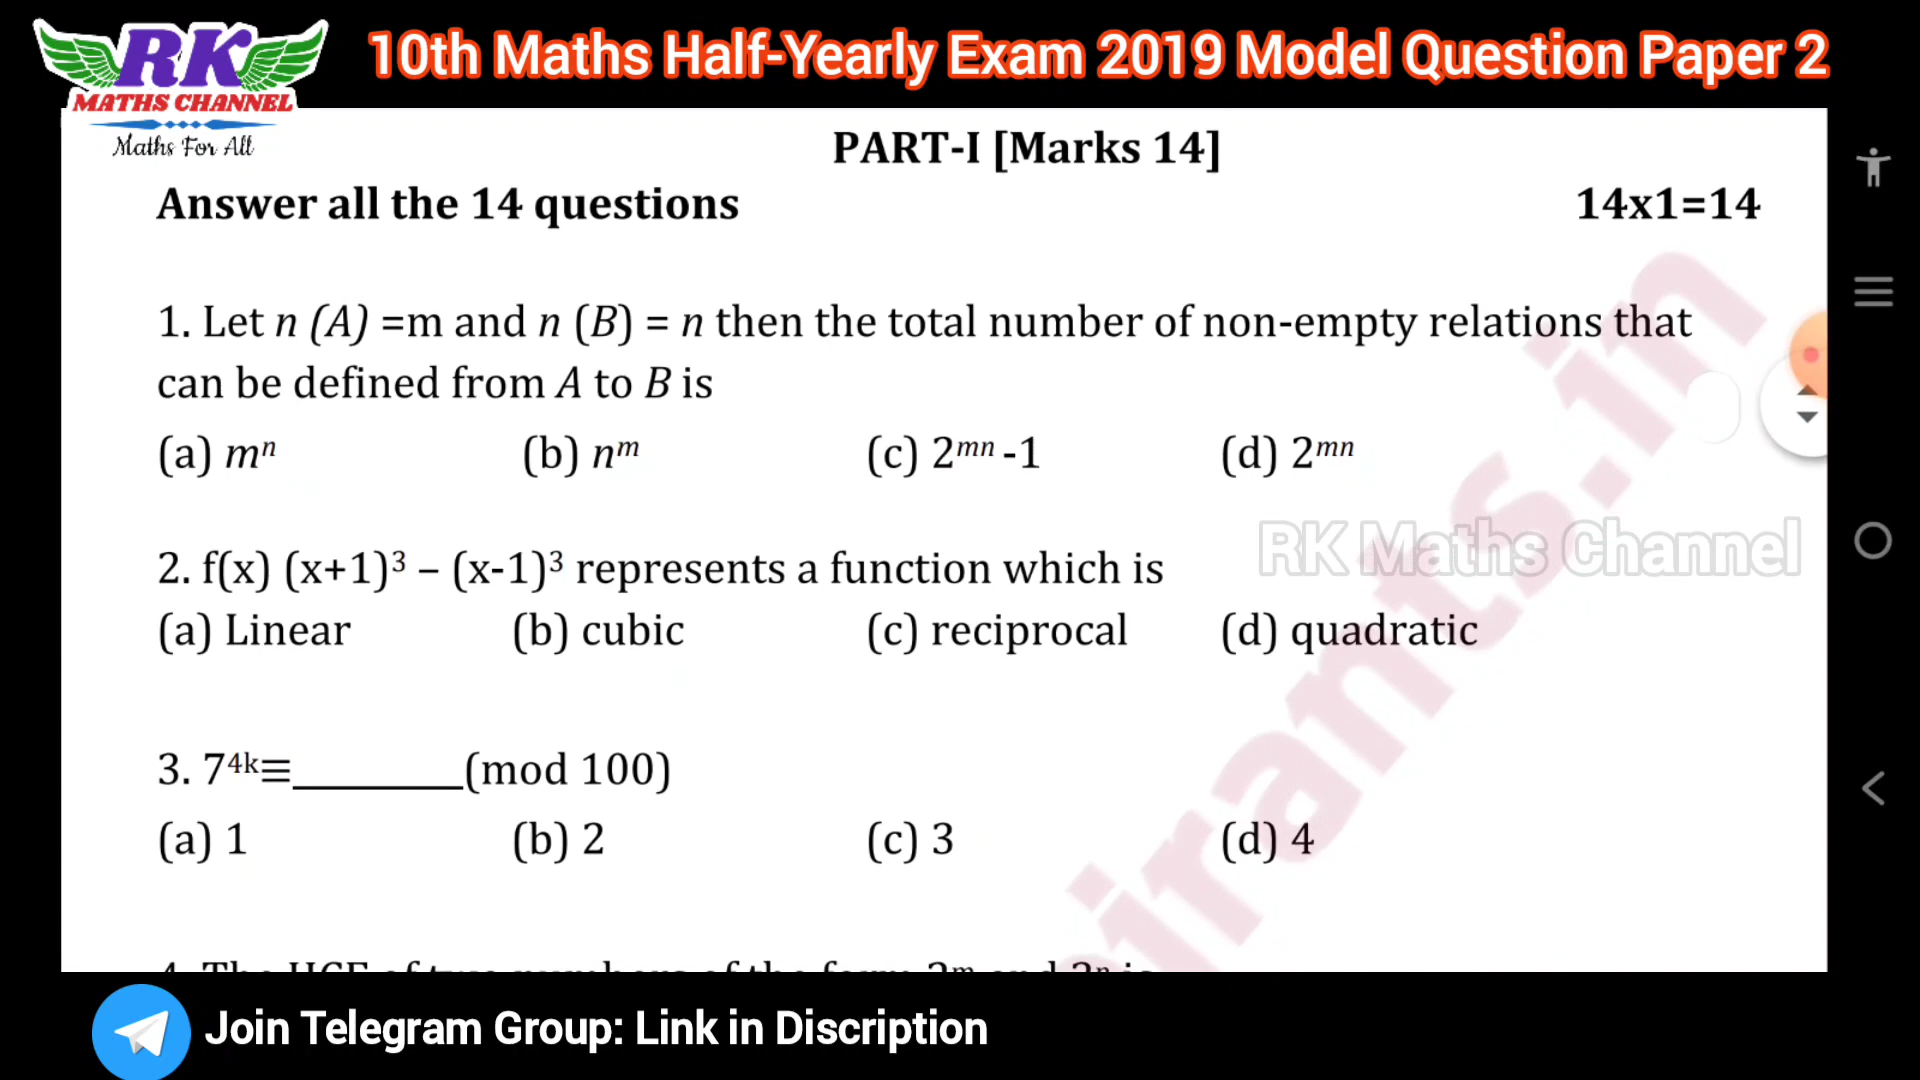 RK
MATHS CHANNEL
Maths For All
10th Maths Half-Yearly Exam 2019 Model Question Paper 2
PART-I [Marks 14]
Answer all the 14 questions 14x1=14
1. Let n (A) =m and n (B) = n then the total number of non-empty relations that
can be defined from A to B is
(a) mⁿ (b) nᵐ (c) 2ᵐⁿ -1 (d) 2ᵐⁿ
RK Maths Channel
2. f(x) (x+1)³ – (x-1)³ represents a function which is
(a) Linear (b) cubic (c) reciprocal (d) quadratic
3. 7⁴ᵏ≡________(mod 100)
(a) 1 (b) 2 (c) 3 (d) 4
Join Telegram Group: Link in Discription